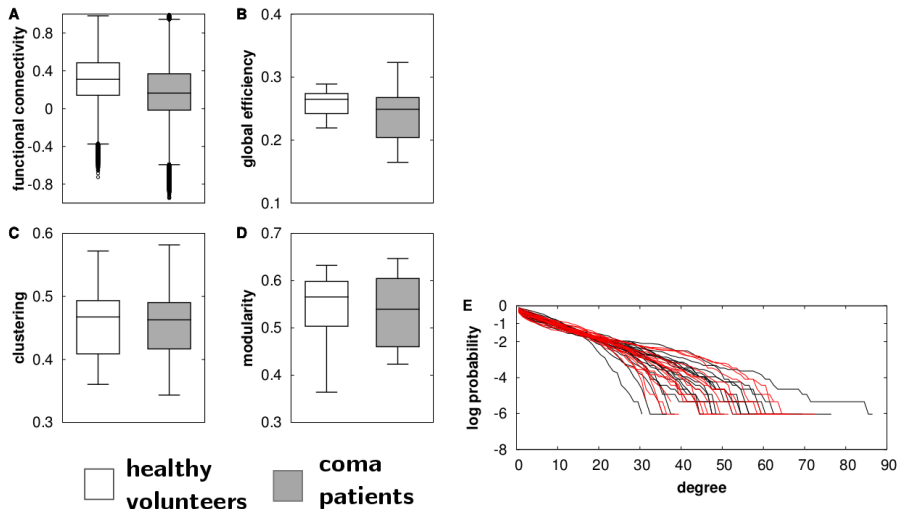 A
functional connectivity
0.8
0.4
0
-0.4
-0.8
B
global efficiency
0.4
0.3
0.2
0.1
C
clustering
0.6
0.5
0.4
0.3
D
modularity
0.7
0.6
0.5
0.4
0.3
healthy
volunteers
coma
patients
E
log probability
0
-1
-2
-4
-6
-8
0 10 20 30 40 50 60 70 80 90
degree